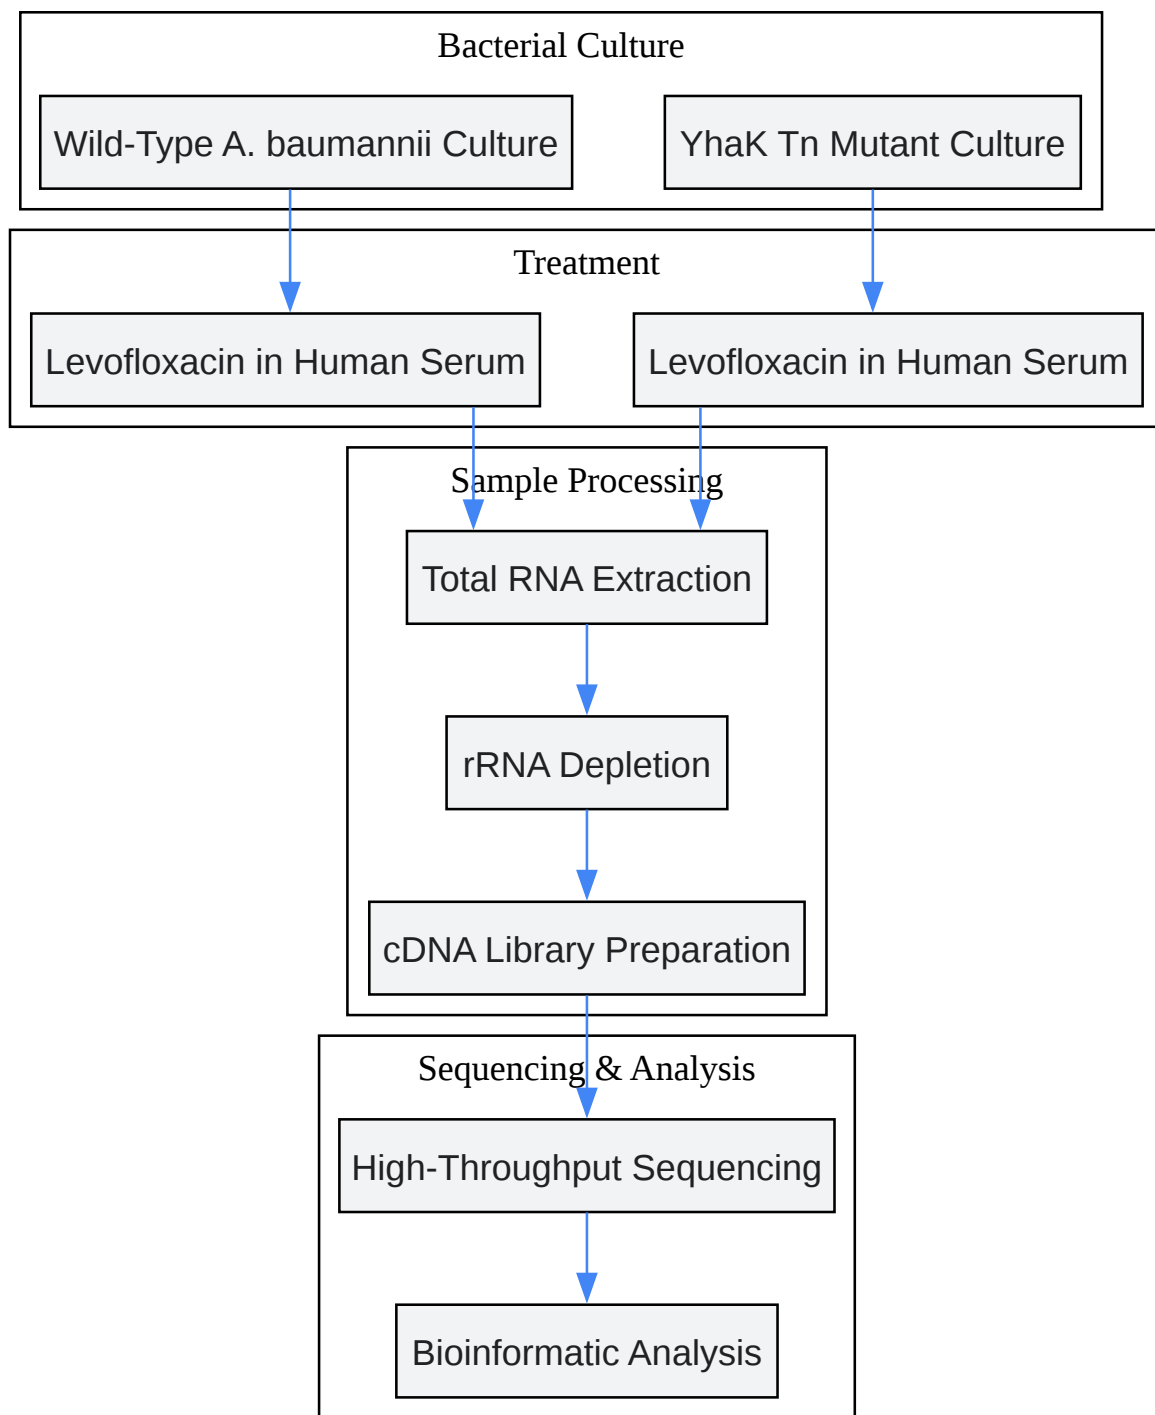 Bacterial Culture
Wild-Type A. baumannii Culture
YhaK Tn Mutant Culture
Treatment
Levofloxacin in Human Serum
Levofloxacin in Human Serum
Sample Processing
Total RNA Extraction
rRNA Depletion
cDNA Library Preparation
Sequencing & Analysis
High-Throughput Sequencing
Bioinformatic Analysis